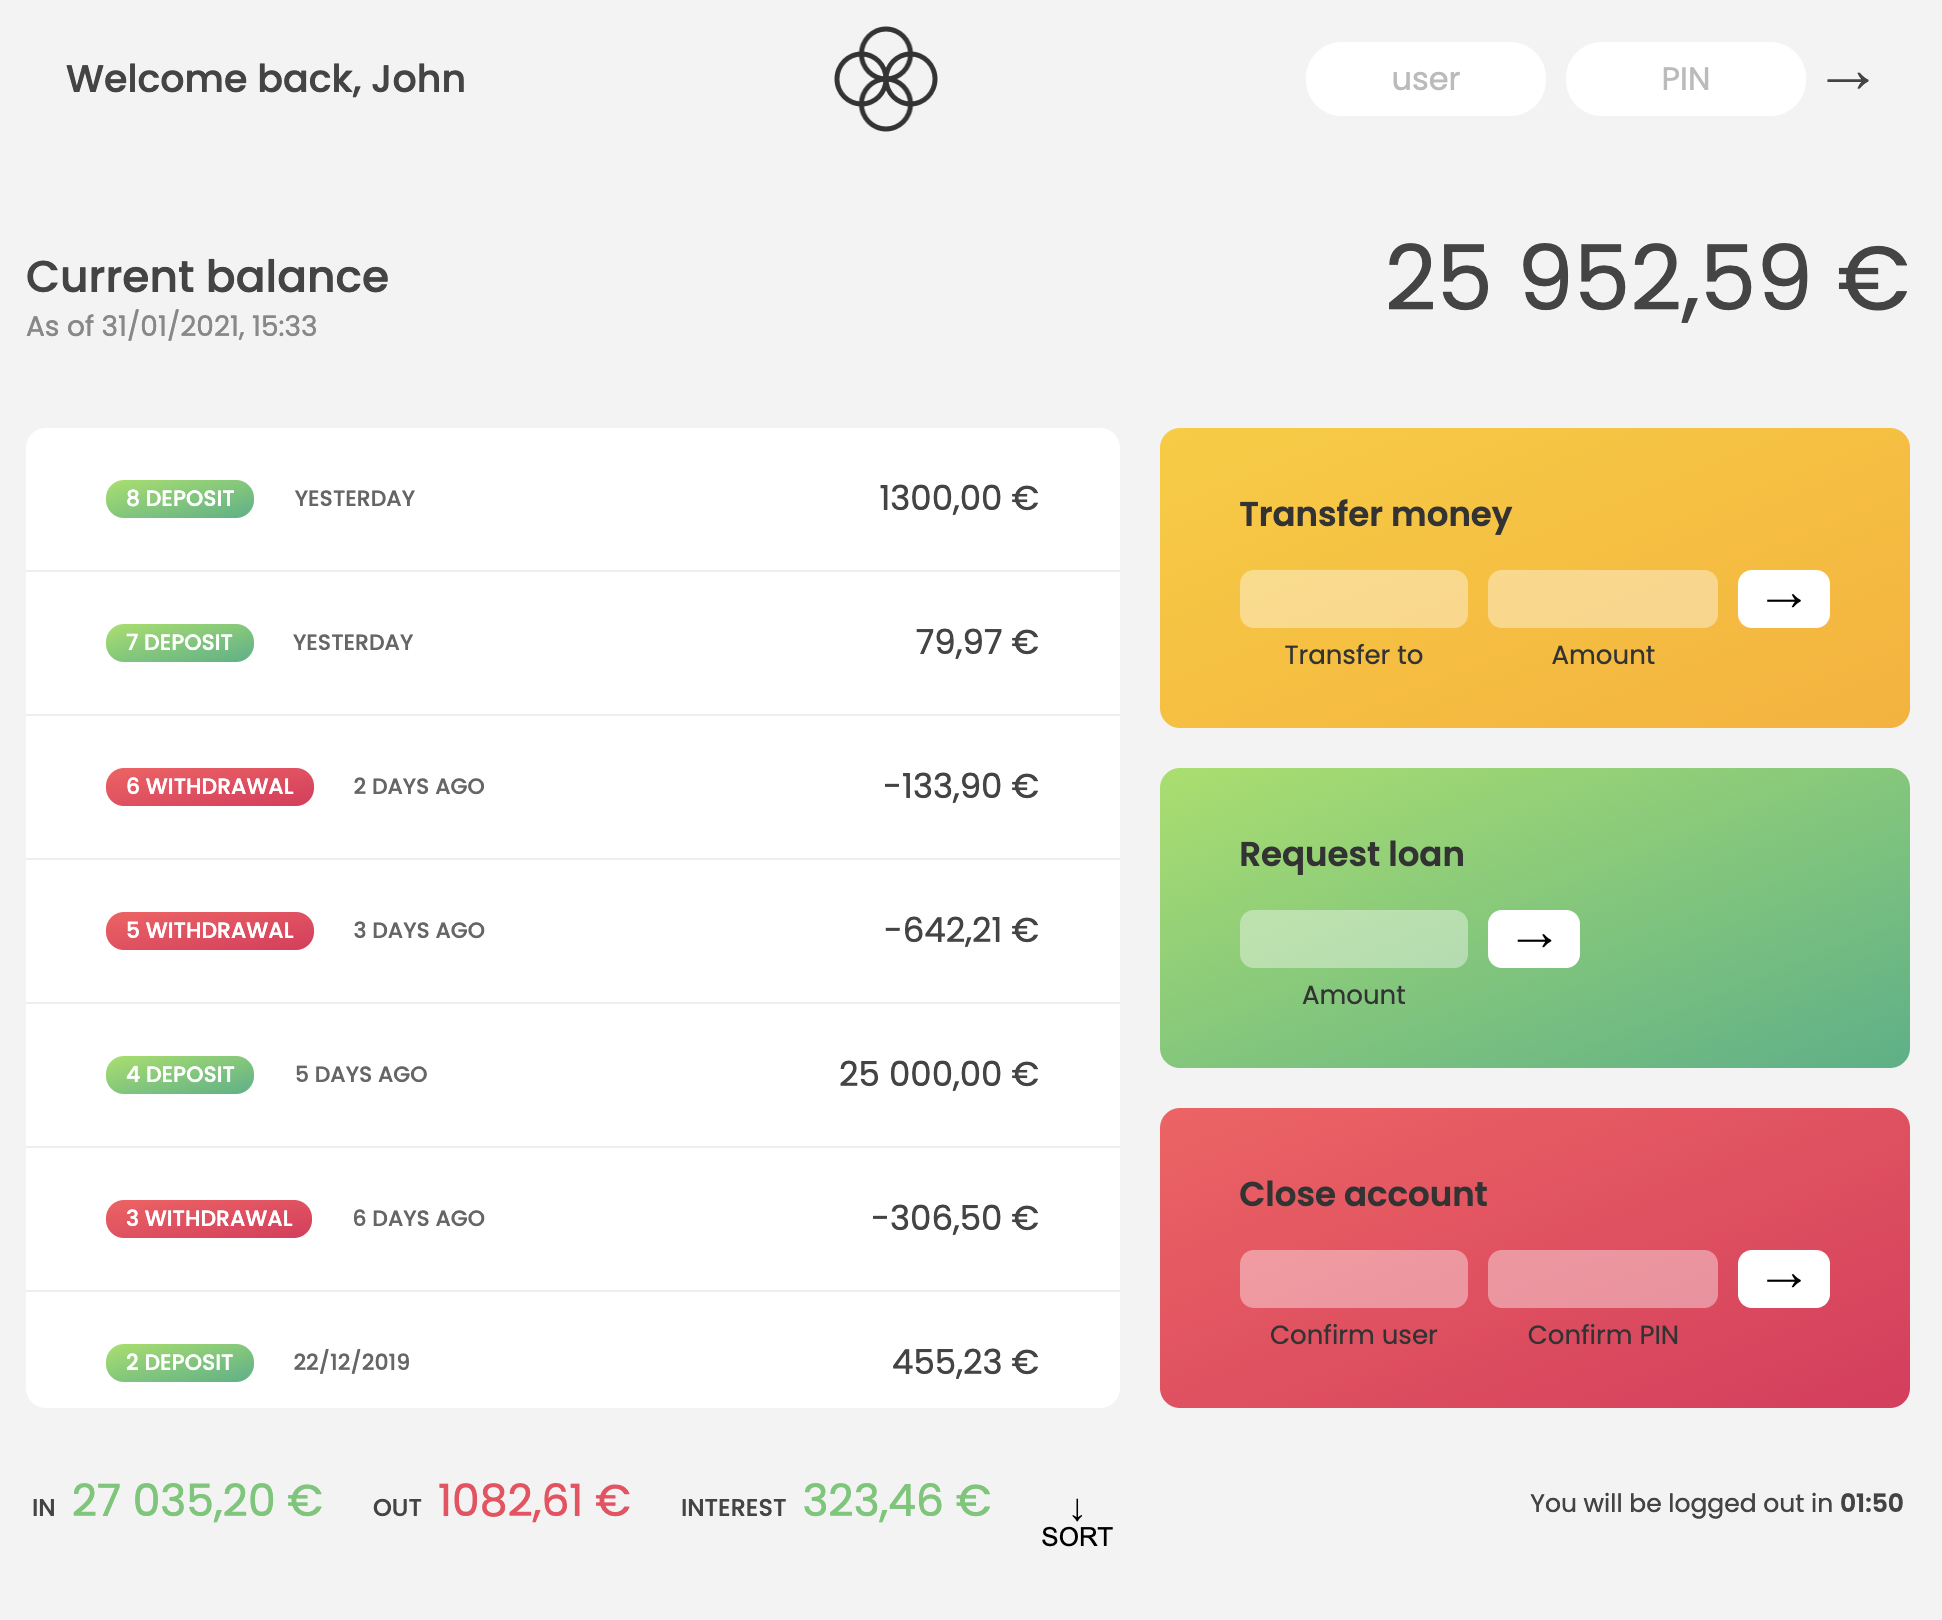 Welcome back, John
user
PIN
→
Current balance
As of 31/01/2021, 15:33
25 952,59 €
8 DEPOSIT YESTERDAY 1300,00 €
7 DEPOSIT YESTERDAY 79,97 €
6 WITHDRAWAL 2 DAYS AGO -133,90 €
5 WITHDRAWAL 3 DAYS AGO -642,21 €
4 DEPOSIT 5 DAYS AGO 25 000,00 €
3 WITHDRAWAL 6 DAYS AGO -306,50 €
2 DEPOSIT 22/12/2019 455,23 €
Transfer money
→
Transfer to Amount
Request loan
→
Amount
Close account
→
Confirm user Confirm PIN
IN 27 035,20 € OUT 1082,61 € INTEREST 323,46 €
↓
SORT
You will be logged out in 01:50